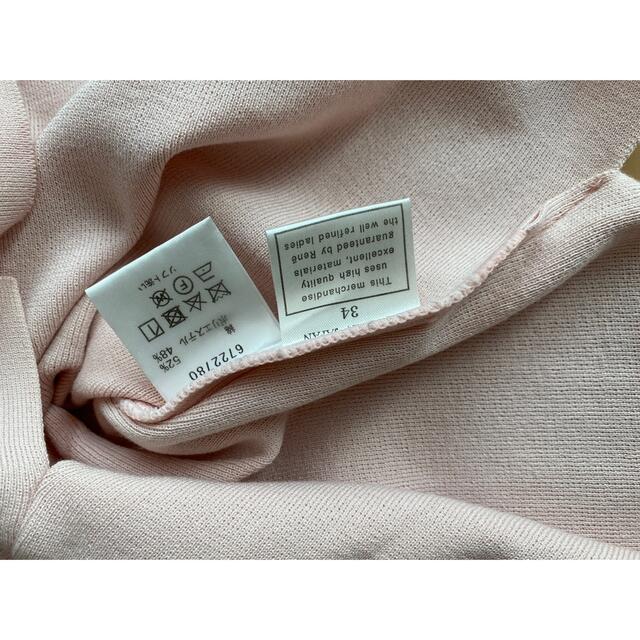 6722780
綿 52%
ポリエステル 48%
ソフト洗い
34
This merchandise
uses high quality
excellent, materials
guaranteed by René
the well refined ladies